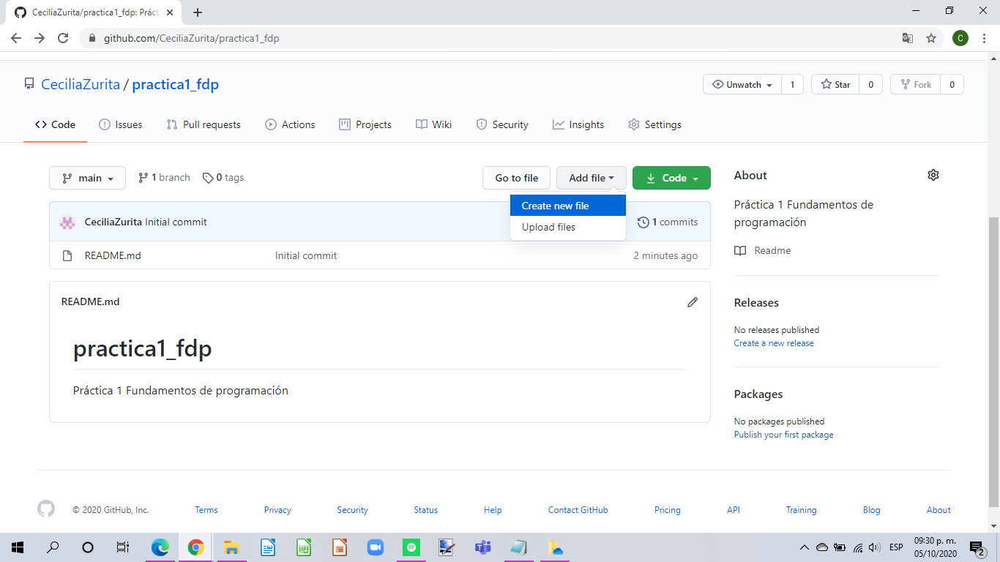 CeciliaZurita/practica1_fdp: Práct
github.com/CeciliaZurita/practica1_fdp
C
CeciliaZurita / practica1_fdp
Unwatch 1 Star 0 Fork 0
Code Issues Pull requests Actions Projects Wiki Security Insights Settings
main 1 branch 0 tags Go to file Add file Code
Create new file
Upload files
CeciliaZurita Initial commit 1 commits
README.md Initial commit 2 minutes ago
README.md
practica1_fdp
Práctica 1 Fundamentos de programación
About
Práctica 1 Fundamentos de
programación
Readme
Releases
No releases published
Create a new release
Packages
No packages published
Publish your first package
© 2020 GitHub, Inc. Terms Privacy Security Status Help Contact GitHub Pricing API Training Blog About
ESP
09:30 p. m.
05/10/2020
2